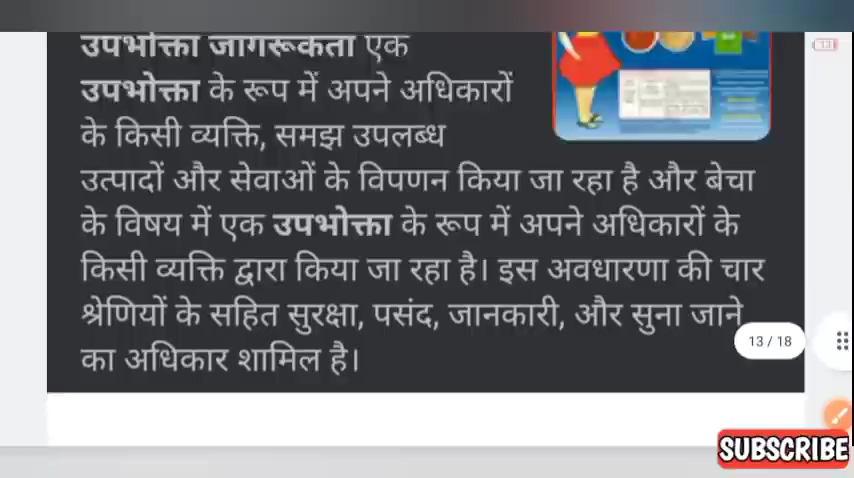 उपभोक्ता जागरूकता एक
उपभोक्ता के रूप में अपने अधिकारों
के किसी व्यक्ति, समझ उपलब्ध
उत्पादों और सेवाओं के विपणन किया जा रहा है और बेचा
के विषय में एक उपभोक्ता के रूप में अपने अधिकारों के
किसी व्यक्ति द्वारा किया जा रहा है। इस अवधारणा की चार
श्रेणियों के सहित सुरक्षा, पसंद, जानकारी, और सुना जाने
का अधिकार शामिल है।
13 / 18
13
SUBSCRIBE